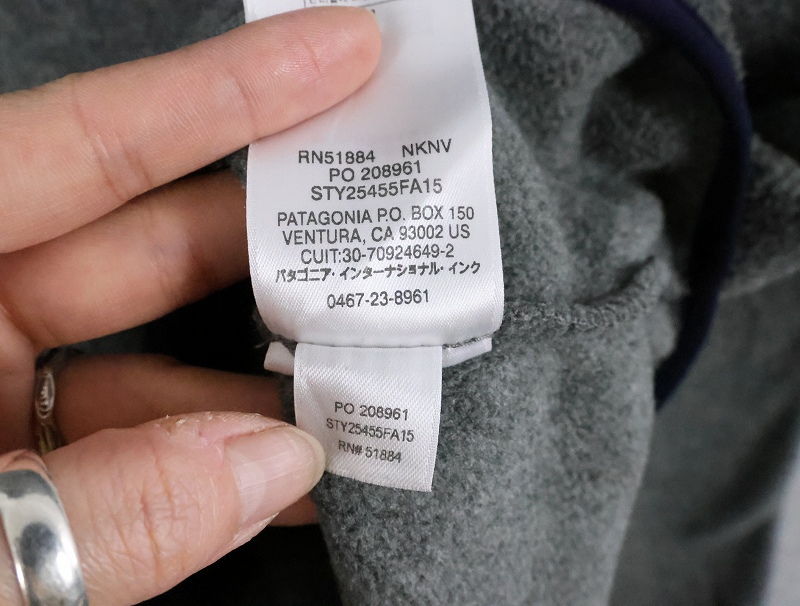 RN51884 NKNV
PO 208961
STY25455FA15
PATAGONIA P.O. BOX 150
VENTURA, CA 93002 US
CUIT:30-70924649-2
パタゴニア・インターナショナル・インク
0467-23-8961
PO 208961
STY25455FA15
RN# 51884